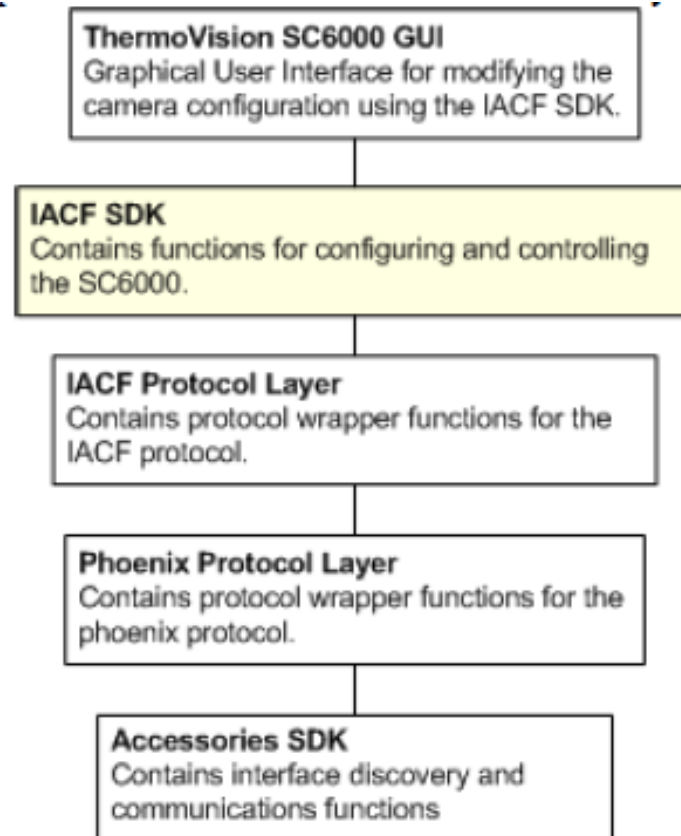 ThermoVision SC6000 GUI
Graphical User Interface for modifying the
camera configuration using the IACF SDK.
IACF SDK
Contains functions for configuring and controlling
the SC6000.
IACF Protocol Layer
Contains protocol wrapper functions for the
IACF protocol.
Phoenix Protocol Layer
Contains protocol wrapper functions for the
phoenix protocol.
Accessories SDK
Contains interface discovery and
communications functions